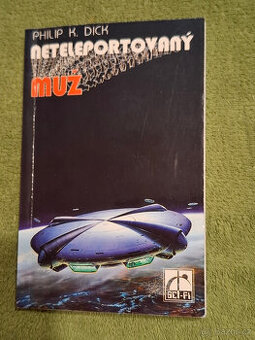 PHILIP K. DICK
NETELEPORTOVANÝ
MUŽ
SCI-FI